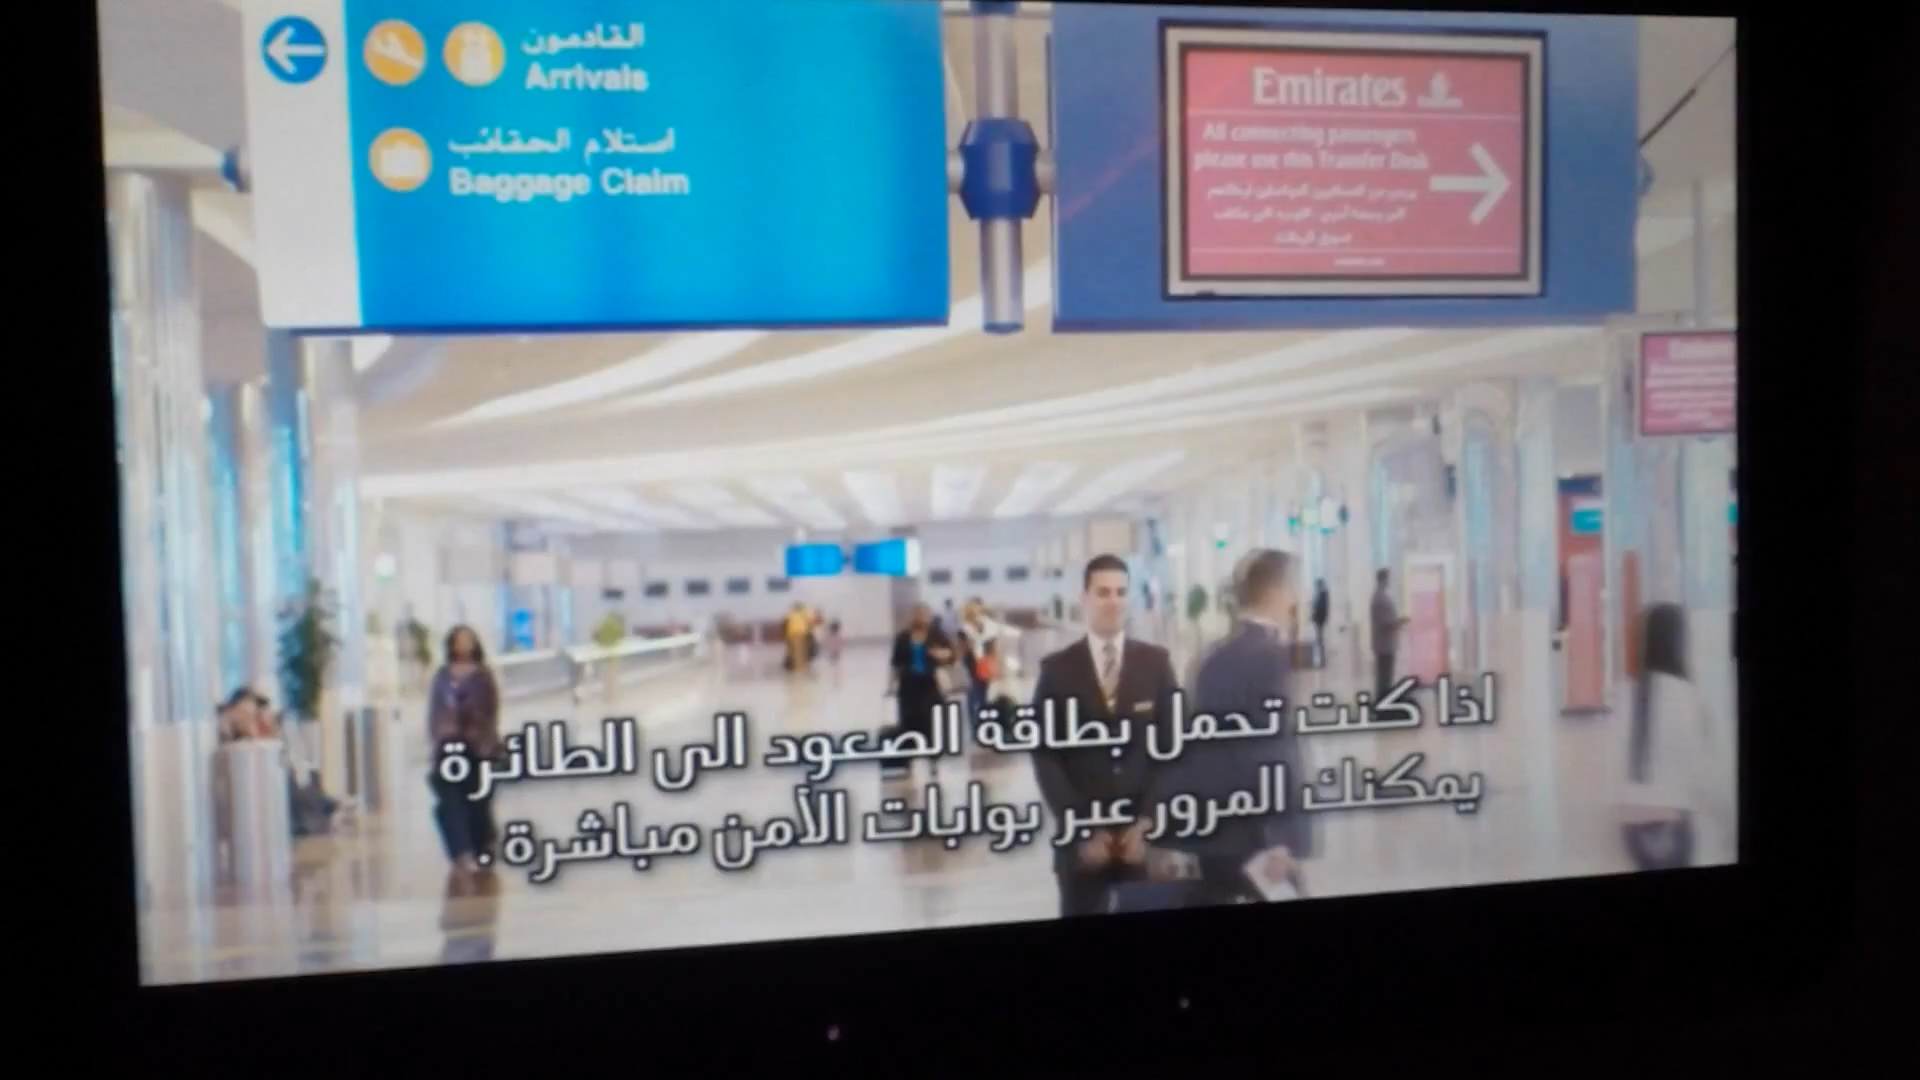 القادمون
Arrivals
استلام الحقائب
Baggage Claim
Emirates
All connecting passengers
please use this Transfer Desk
اذا كنت تحمل بطاقة الصعود الى الطائرة
يمكنك المرور عبر بوابات الأمن مباشرة .